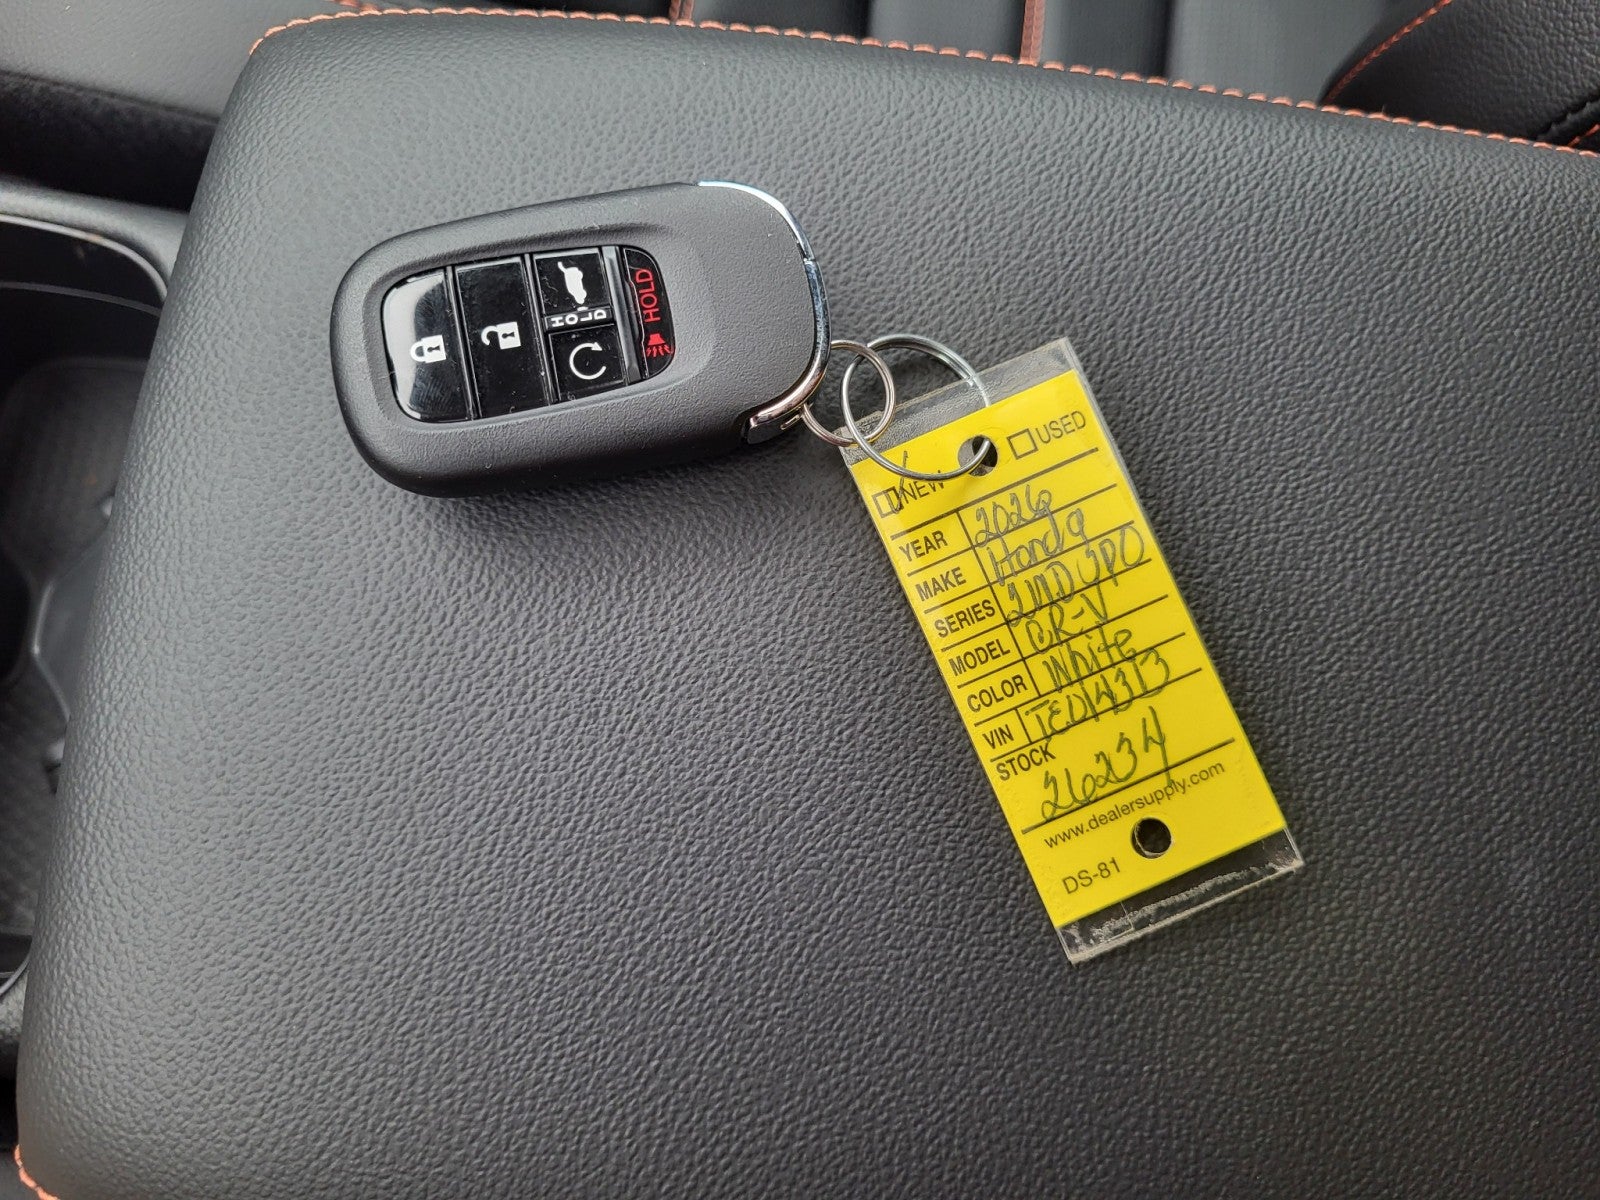 HOLD
HOLD
NEW USED
YEAR 2026
MAKE Honda
SERIES
MODEL CR-V
COLOR White
VIN
STOCK
26234
www.dealersupply.com
DS-81